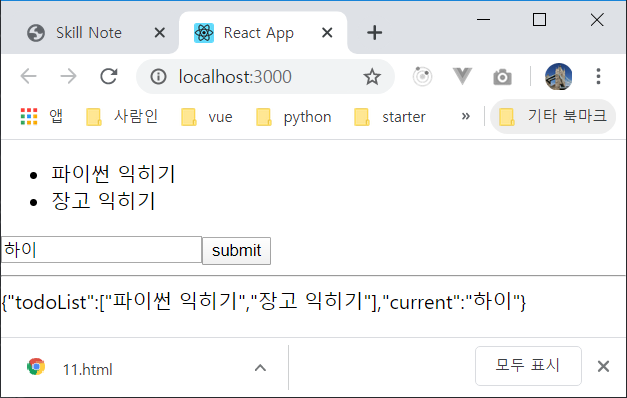 Skill Note
React App
localhost:3000
앱
사람인
vue
python
starter
»
기타 북마크
파이썬 익히기
장고 익히기
하이
submit
{"todoList":["파이썬 익히기","장고 익히기"],"current":"하이"}
11.html
모두 표시